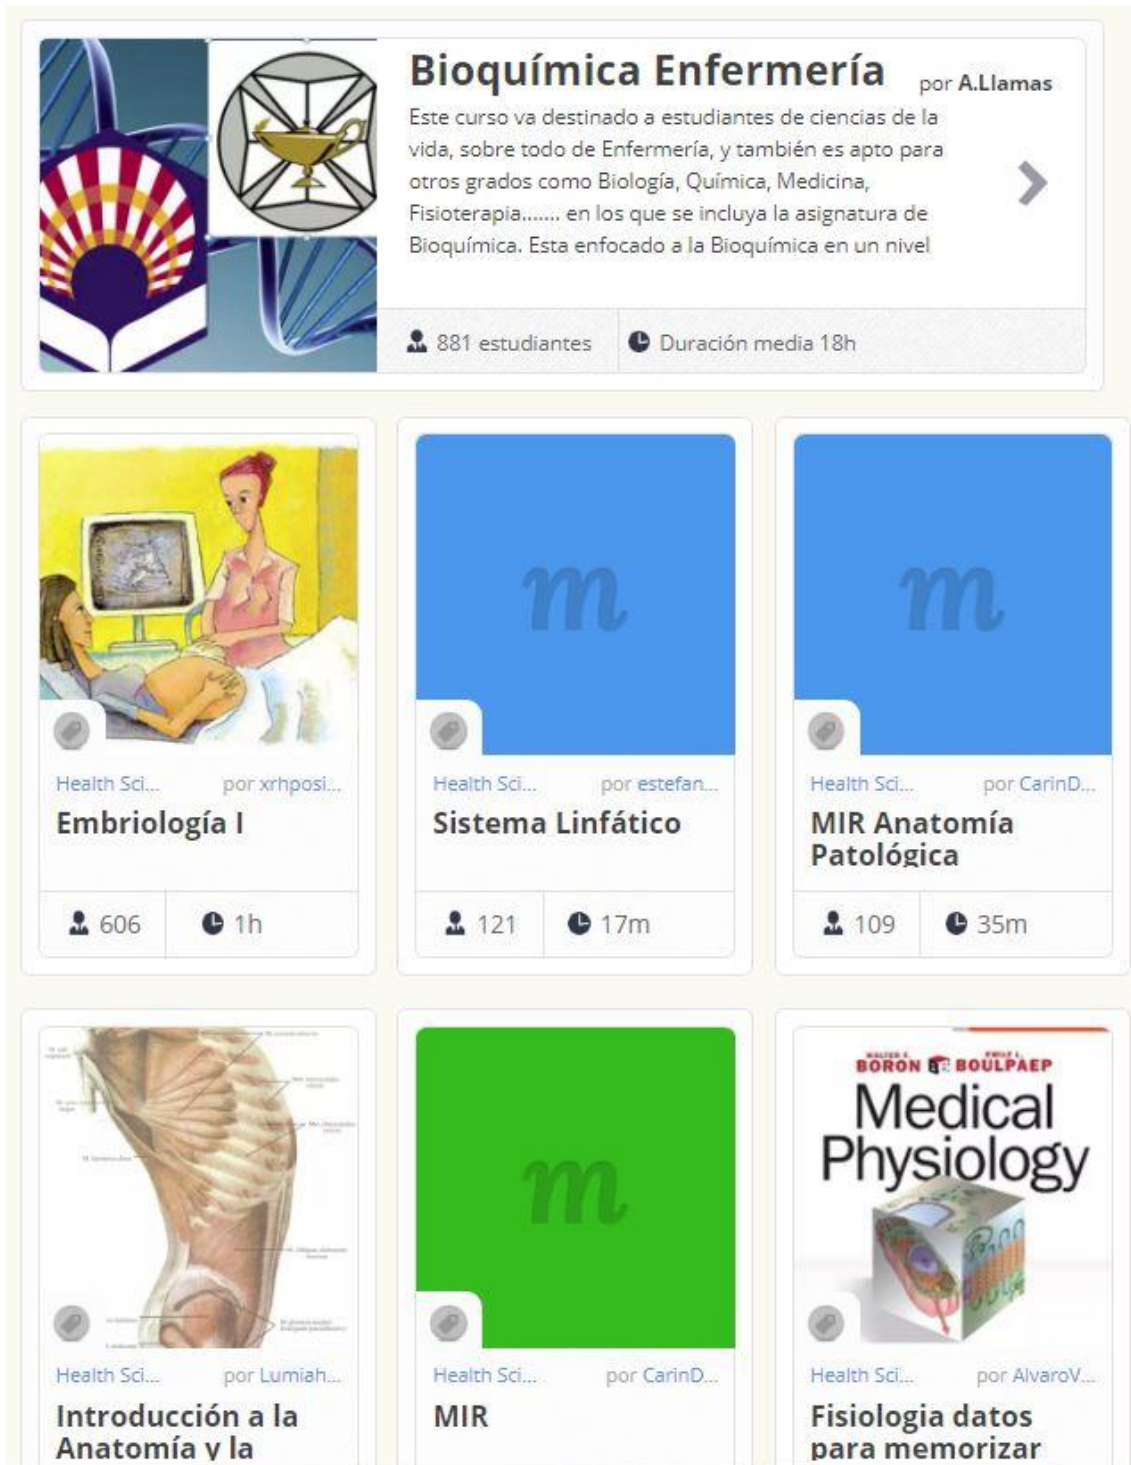 Bioquímica Enfermería
por A.Llamas
Este curso va destinado a estudiantes de ciencias de la
vida, sobre todo de Enfermería, y también es apto para
otros grados como Biología, Química, Medicina,
Fisioterapia....... en los que se incluya la asignatura de
Bioquímica. Esta enfocado a la Bioquímica en un nivel
881 estudiantes
Duración media 18h
m
m
Health Sci...
por xrhposi...
Embriología I
606
1h
Health Sci...
por estefan...
Sistema Linfático
121
17m
Health Sci...
por CarinD...
MIR Anatomía
Patológica
109
35m
m
WALTER F.
BORON
EMILE L.
BOULPAEP
Medical
Physiology
Health Sci...
por Lumiah...
Introducción a la
Anatomía y la
Health Sci...
por CarinD...
MIR
Health Sci...
por AlvaroV...
Fisiologia datos
para memorizar